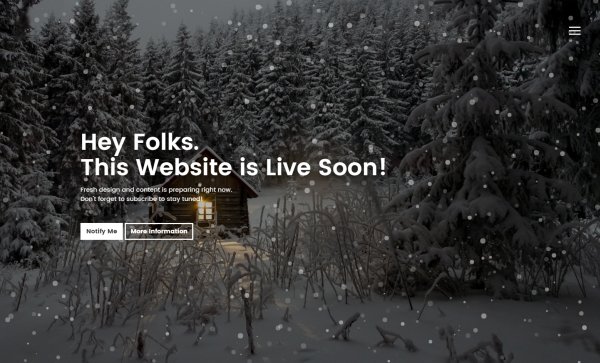 Hey Folks.
This Website is Live Soon!
Fresh design and content is preparing right now.
Don't forget to subscribe to stay tuned!
Notify Me
More Information